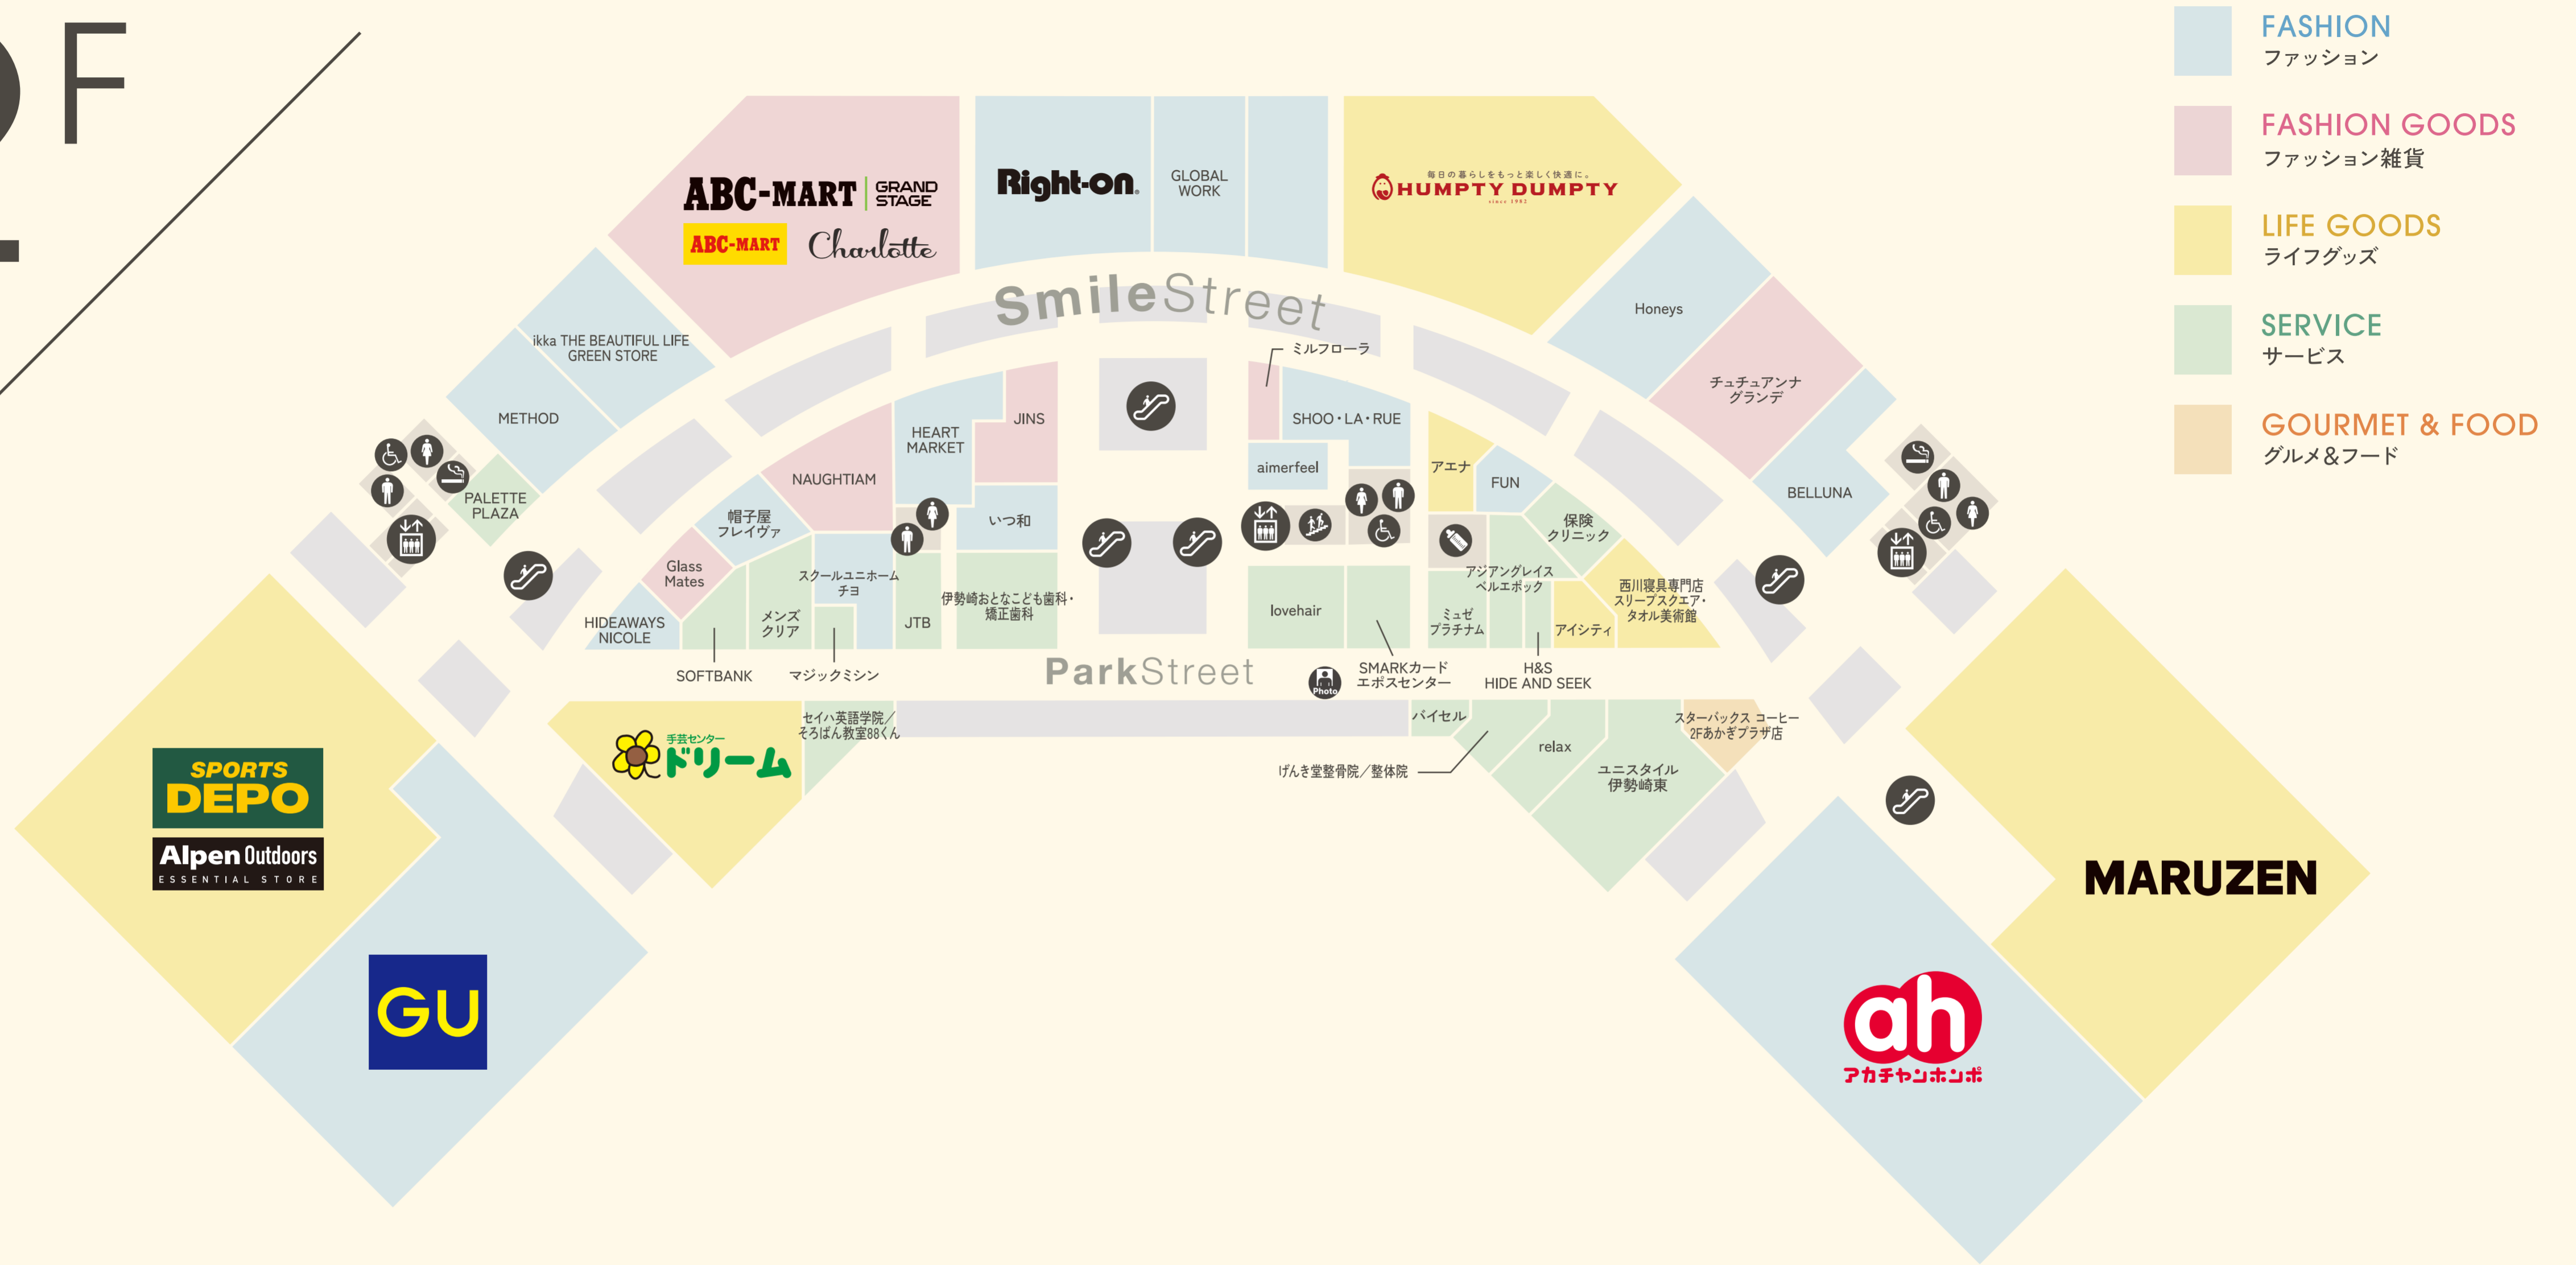 F
FASHION
ファッション
FASHION GOODS
ファッション雑貨
LIFE GOODS
ライフグッズ
SERVICE
サービス
GOURMET & FOOD
グルメ&フード
ABC-MART GRAND
STAGE
ABC-MART Charlotte
Right-on.
GLOBAL
WORK
毎日の暮らしをもっと楽しく快適に。
HUMPTY DUMPTY
since 1982
SmileStreet
Honeys
チュチュアンナ
グランデ
BELLUNA
ikka THE BEAUTIFUL LIFE
GREEN STORE
METHOD
PALETTE
PLAZA
ミルフローラ
JINS
HEART
MARKET
NAUGHTIAM
帽子屋
フレイヴァ
Glass
Mates
HIDEAWAYS
NICOLE
SOFTBANK
メンズ
クリア
スクールユニホーム
チヨ
マジックミシン
JTB
いつ和
伊勢崎おとなこども歯科・
矯正歯科
SHOO・LA・RUE
aimerfeel
アエナ
FUN
保険
クリニック
アジアングレイス
ベルエポック
西川寝具専門店
スリープスクエア・
タオル美術館
lovehair
ミュゼ
プラチナム
アイシティ
SMARKカード
エポスセンター
H&S
HIDE AND SEEK
ParkStreet
Photo
手芸センター
ドリーム
セイハ英語学院／
そろばん教室88くん
バイセル
げんき堂整骨院／整体院
relax
ユニスタイル
伊勢崎東
スターバックス コーヒー
2Fあかぎプラザ店
SPORTS
DEPO
Alpen Outdoors
ESSENTIAL STORE
GU
MARUZEN
ah
アカチャンホンポ